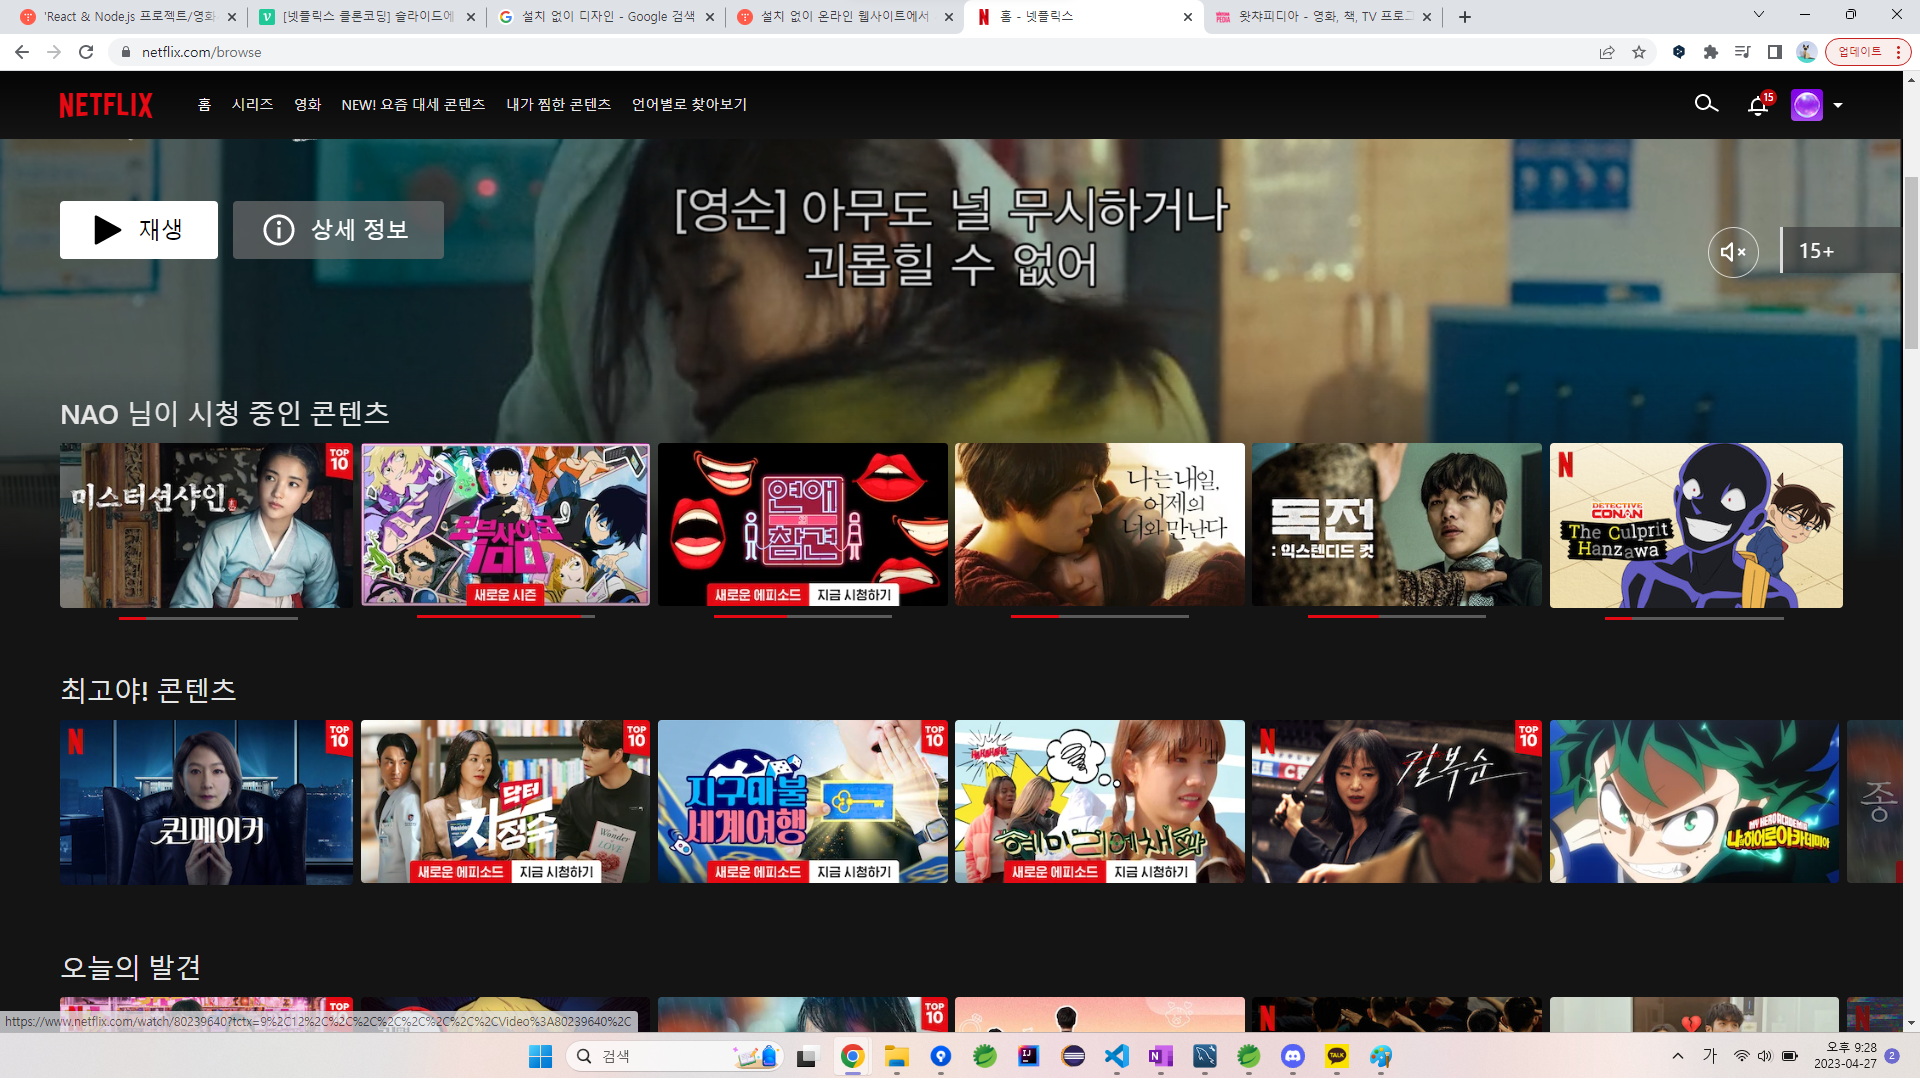 'React & Node.js 프로젝트/영화
[넷플릭스 클론코딩] 슬라이드에
설치 없이 디자인 - Google 검색
설치 없이 온라인 웹사이트에서
홈 - 넷플릭스
왓챠피디아 - 영화, 책, TV 프로그
netflix.com/browse
업데이트
NETFLIX
홈
시리즈
영화
NEW! 요즘 대세 콘텐츠
내가 찜한 콘텐츠
언어별로 찾아보기
15
[영순] 아무도 널 무시하거나
괴롭힐 수 없어
재생
상세 정보
15+
NAO 님이 시청 중인 콘텐츠
미스터 션샤인
TOP
10
모브사이코
100
새로운 시즌
연애
의
참견
새로운 에피소드 지금 시청하기
나는 내일,
어제의
너와 만난다
독전
: 익스텐디드 컷
DETECTIVE
CONAN
The Culprit
Hanzawa
최고야! 콘텐츠
퀸메이커
TOP
10
닥터
차정숙
The Wonder
LOVE
TOP
10
새로운 에피소드 지금 시청하기
지구마불
세계여행
TOP
10
새로운 에피소드 지금 시청하기
혜미리예채파
새로운 에피소드 지금 시청하기
길복순
TOP
10
MY HERO ACADEMIA
나의 히어로 아카데미아
종
오늘의 발견
TOP
10
TOP
10
https://www.netflix.com/watch/80239640?tctx=9%2C12%2C%2C%2C%2C%2C%2C%2C%2CVideo%3A80239640%2C
검색
TALK
가
오후 9:28
2023-04-27
2